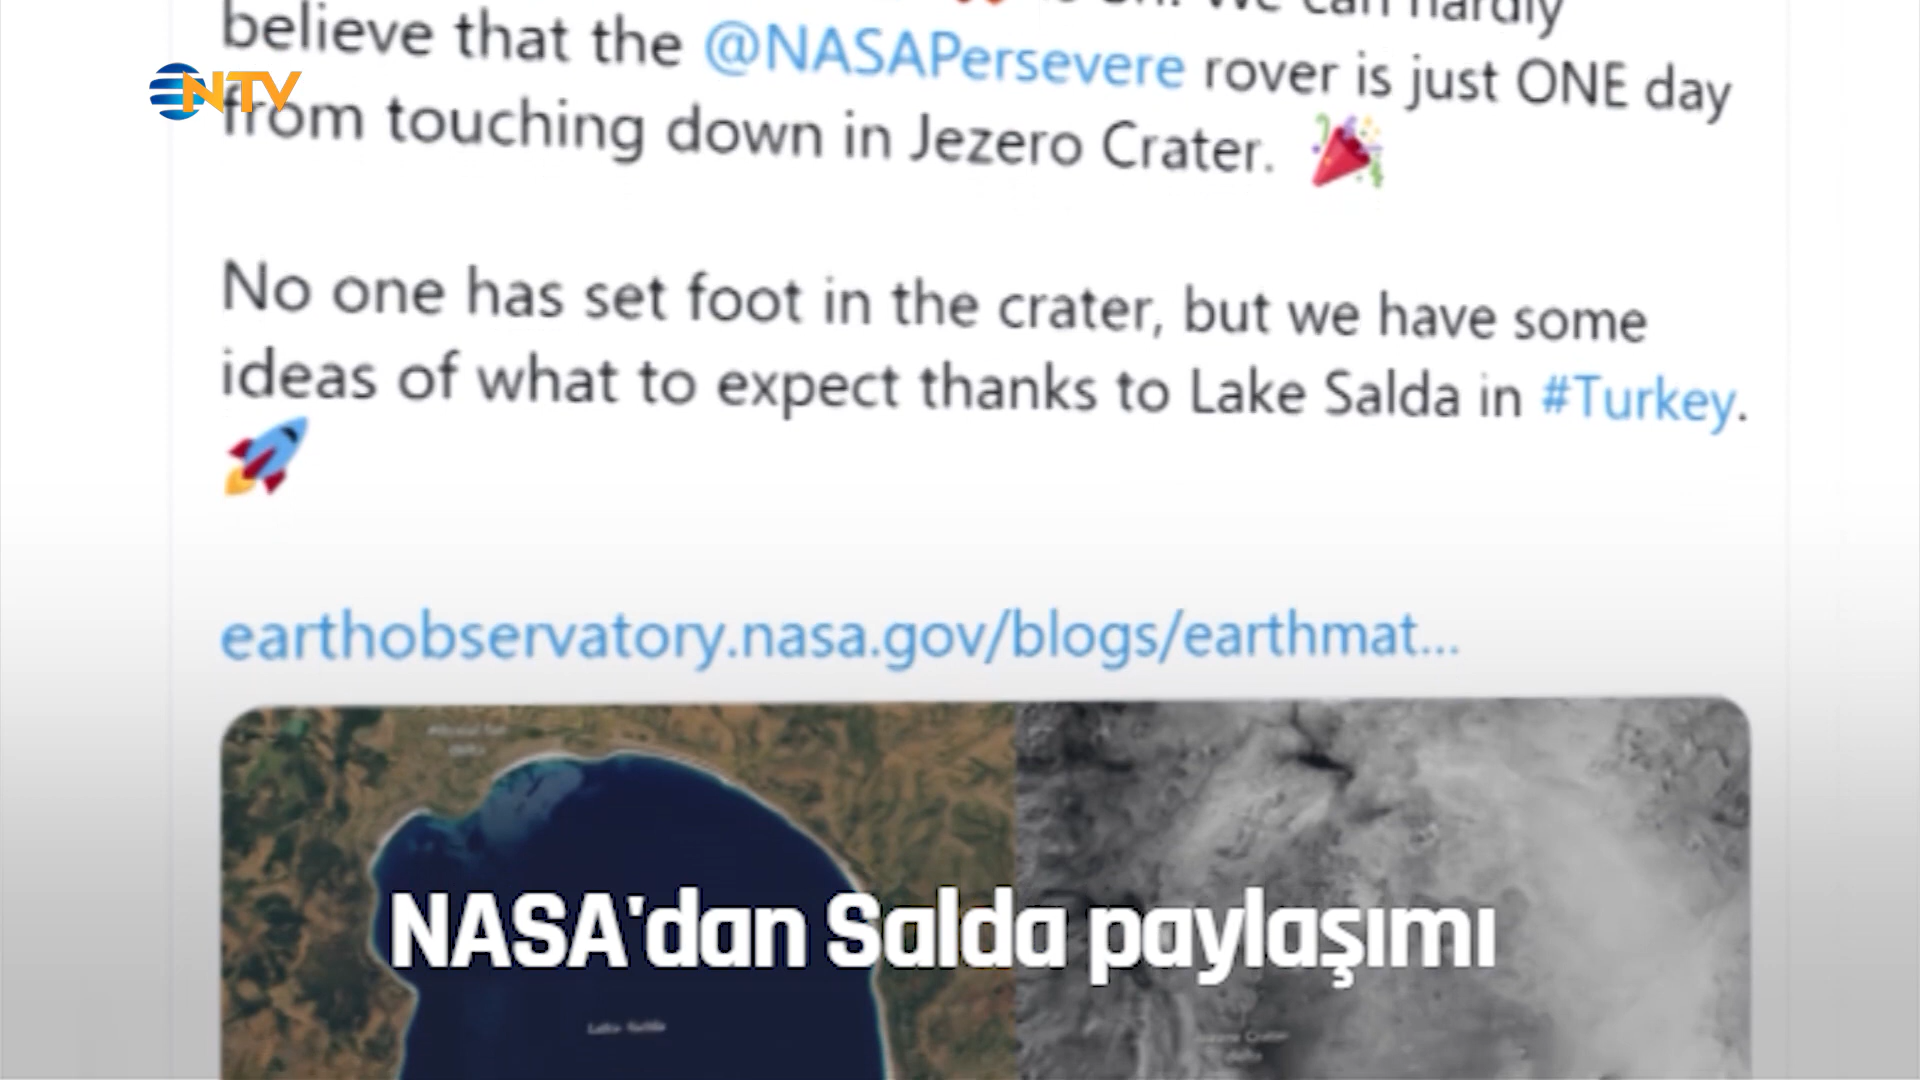 believe that the @NASAPersevere rover is just ONE day
NTV
from touching down in Jezero Crater.
No one has set foot in the crater, but we have some
ideas of what to expect thanks to Lake Salda in #Turkey.
earthobservatory.nasa.gov/blogs/earthmat...
NASA'dan Salda paylaşımı
Lake Salda